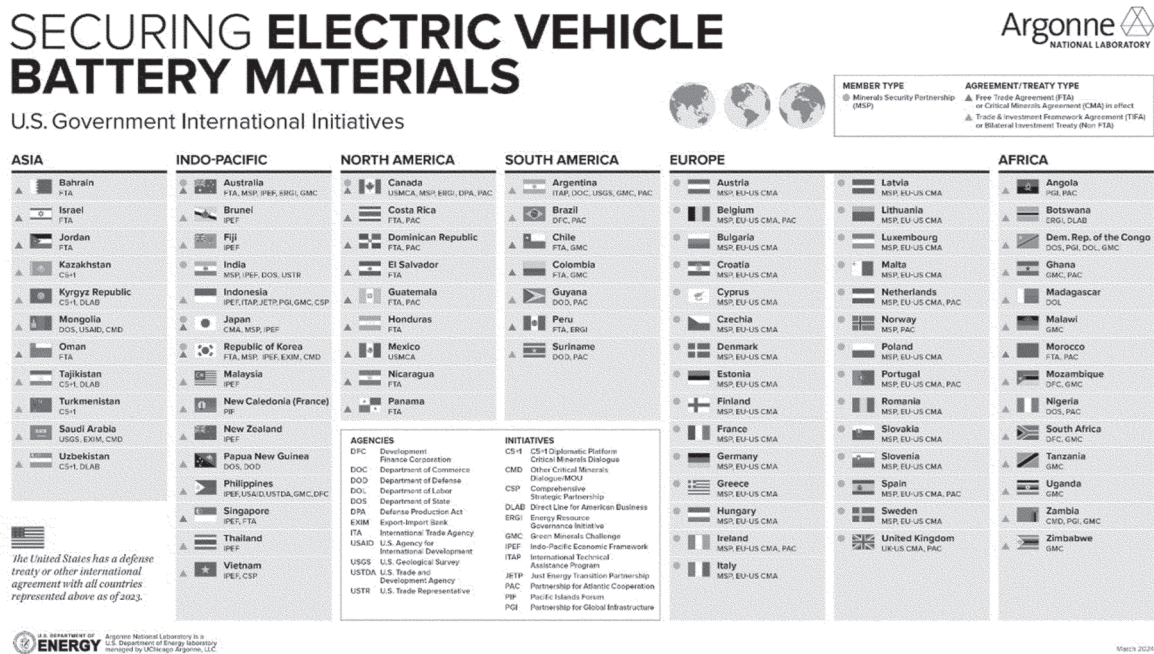 SECURING ELECTRIC VEHICLE
BATTERY MATERIALS
U.S. Government International Initiatives
Argonne
NATIONAL LABORATORY
MEMBER TYPE
Minerals Security Partnership
(MSP)
AGREEMENT/TREATY TYPE
Free Trade Agreement (FTA)
or Critical Minerals Agreement (CMA) in effect
Trade & Investment Framework Agreement (TIFA)
or Bilateral Investment Treaty (Non FTA)
ASIA
Bahrain
FTA
Israel
FTA
Jordan
FTA
Kazakhstan
C5+1
Kyrgyz Republic
C5+1, DLAB
Mongolia
DOS, USAID, CMD
Oman
FTA
Tajikistan
C5+1, DLAB
Turkmenistan
C5+1
Saudi Arabia
USGS, EXIM, CMD
Uzbekistan
C5+1, DLAB
The United States has a defense
treaty or other international
agreement with all countries
represented above as of 2023.
INDO-PACIFIC
Australia
FTA, MSP, IPEF, ERGI, GMC
Brunei
IPEF
Fiji
IPEF
India
MSP, IPEF, DOS, USTR
Indonesia
IPEF, ITAP, JETP, PGI, GMC, CSP
Japan
CMA, MSP, IPEF
Republic of Korea
FTA, MSP, IPEF, EXIM, CMD
Malaysia
IPEF
New Caledonia (France)
PIF
New Zealand
IPEF
Papua New Guinea
DOS, DOD
Philippines
IPEF, USAID, USTDA, GMC, DFC
Singapore
IPEF, FTA
Thailand
IPEF
Vietnam
IPEF, CSP
NORTH AMERICA
Canada
USMCA, MSP, ERGI, DPA, PAC
Costa Rica
FTA, PAC
Dominican Republic
FTA, PAC
El Salvador
FTA
Guatemala
FTA, PAC
Honduras
FTA
Mexico
USMCA
Nicaragua
FTA
Panama
FTA
SOUTH AMERICA
Argentina
ITAP, DOC, USGS, GMC, PAC
Brazil
DFC, PAC
Chile
FTA, GMC
Colombia
FTA, GMC
Guyana
DOD, PAC
Peru
FTA, ERGI
Suriname
DOD, PAC
AGENCIES
DFC Development
Finance Corporation
DOC Department of Commerce
DOD Department of Defense
DOL Department of Labor
DOS Department of State
DPA Defense Production Act
EXIM Export-Import Bank
ITA International Trade Agency
USAID U.S. Agency for
International Development
USGS U.S. Geological Survey
USTDA U.S. Trade and
Development Agency
USTR U.S. Trade Representative
INITIATIVES
C5+1 C5+1 Diplomatic Platform
Critical Minerals Dialogue
CMD Other Critical Minerals
Dialogue/MOU
CSP Comprehensive
Strategic Partnership
DLAB Direct Line for American Business
ERGI Energy Resource
Governance Initiative
GMC Green Minerals Challenge
IPEF Indo-Pacific Economic Framework
ITAP International Technical
Assistance Program
JETP Just Energy Transition Partnership
PAC Partnership for Atlantic Cooperation
PIF Pacific Islands Forum
PGI Partnership for Global Infrastructure
EUROPE
Austria
MSP, EU-US CMA
Belgium
MSP, EU-US CMA, PAC
Bulgaria
MSP, EU-US CMA
Croatia
MSP, EU-US CMA
Cyprus
MSP, EU-US CMA
Czechia
MSP, EU-US CMA
Denmark
MSP, EU-US CMA
Estonia
MSP, EU-US CMA
Finland
MSP, EU-US CMA
France
MSP, EU-US CMA
Germany
MSP, EU-US CMA
Greece
MSP, EU-US CMA
Hungary
MSP, EU-US CMA
Ireland
MSP, EU-US CMA, PAC
Italy
MSP, EU-US CMA
Latvia
MSP, EU-US CMA
Lithuania
MSP, EU-US CMA
Luxembourg
MSP, EU-US CMA
Malta
MSP, EU-US CMA
Netherlands
MSP, EU-US CMA, PAC
Norway
MSP, PAC
Poland
MSP, EU-US CMA
Portugal
MSP, EU-US CMA, PAC
Romania
MSP, EU-US CMA
Slovakia
MSP, EU-US CMA
Slovenia
MSP, EU-US CMA
Spain
MSP, EU-US CMA, PAC
Sweden
MSP, EU-US CMA
United Kingdom
UK-US CMA, PAC
AFRICA
Angola
PGI, PAC
Botswana
ERGI, DLAB
Dem. Rep. of the Congo
DOS, PGI, DOL, GMC
Ghana
GMC, PAC
Madagascar
DOL
Malawi
GMC
Morocco
FTA, PAC
Mozambique
DFC, GMC
Nigeria
DOS, PAC
South Africa
DFC, GMC
Tanzania
GMC
Uganda
GMC
Zambia
CMD, PGI, GMC
Zimbabwe
GMC
U.S. DEPARTMENT OF
ENERGY
Argonne National Laboratory is a
U.S. Department of Energy laboratory
managed by UChicago Argonne, LLC.
March 2024